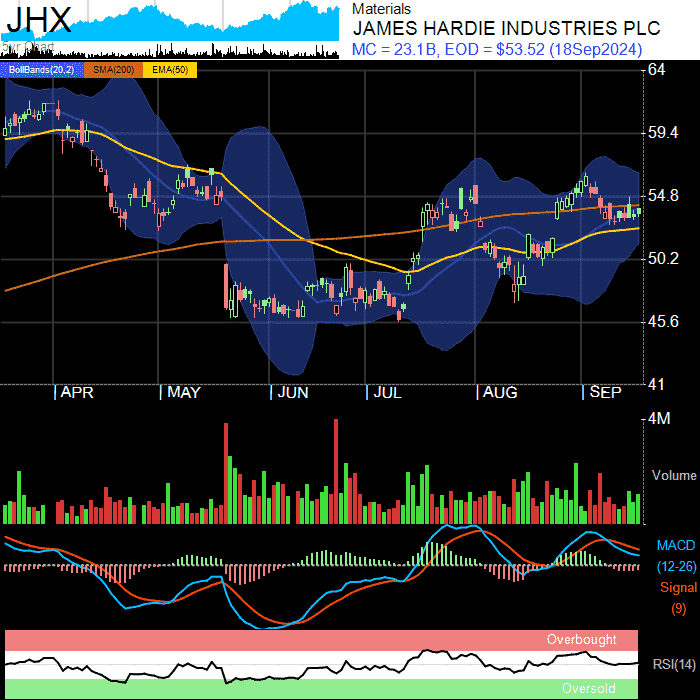 JHX
Materials
JAMES HARDIE INDUSTRIES PLC
MC = 23.1B, EOD = $53.52 (18Sep2024)
BollBands(20,2) SMA(200) EMA(50)
64
59.4
54.8
50.2
45.6
41
APR MAY JUN JUL AUG SEP
4M
Volume
MACD
(12-26)
Signal
(9)
Overbought
RSI(14)
Oversold